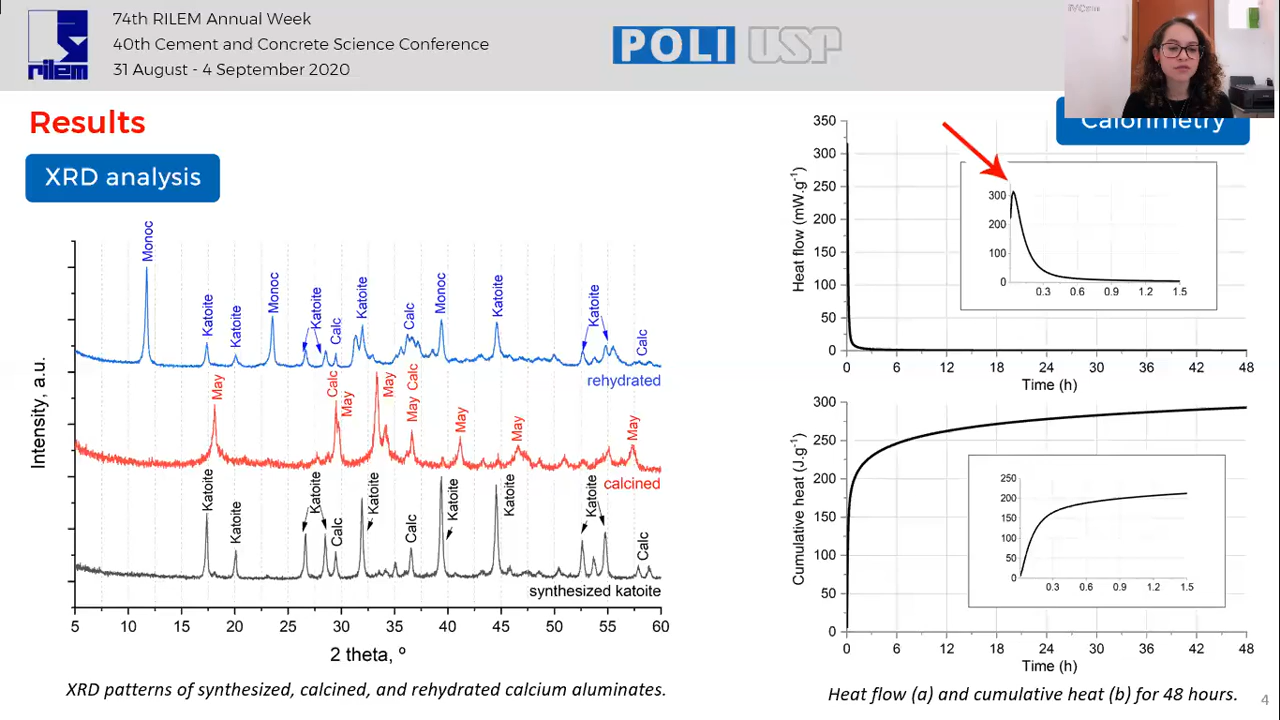 74th RILEM Annual Week
40th Cement and Concrete Science Conference
31 August - 4 September 2020
rilem
POLI USP
Results
XRD analysis
Calorimetry
Intensity, a.u.
Monoc
Katoite
Katoite
Monoc
Katoite
Calc
Katoite
Calc
Monoc
Katoite
Katoite
Calc
rehydrated
May
Calc
May
May
May Calc
May
May
May
calcined
Katoite
Katoite
Katoite
Calc
Katoite
Calc
Katoite
Katoite
Katoite
Calc
synthesized katoite
5 10 15 20 25 30 35 40 45 50 55 60
2 theta, º
XRD patterns of synthesized, calcined, and rehydrated calcium aluminates.
Heat flow (mW.g⁻¹)
350
300
250
200
150
100
50
0
300
200
100
0
0.3 0.6 0.9 1.2 1.5
0 6 12 18 24 30 36 42 48
Time (h)
Cumulative heat (J.g⁻¹)
300
250
200
150
100
50
0
250
200
150
100
50
0
0.3 0.6 0.9 1.2 1.5
0 6 12 18 24 30 36 42 48
Time (h)
Heat flow (a) and cumulative heat (b) for 48 hours.
4